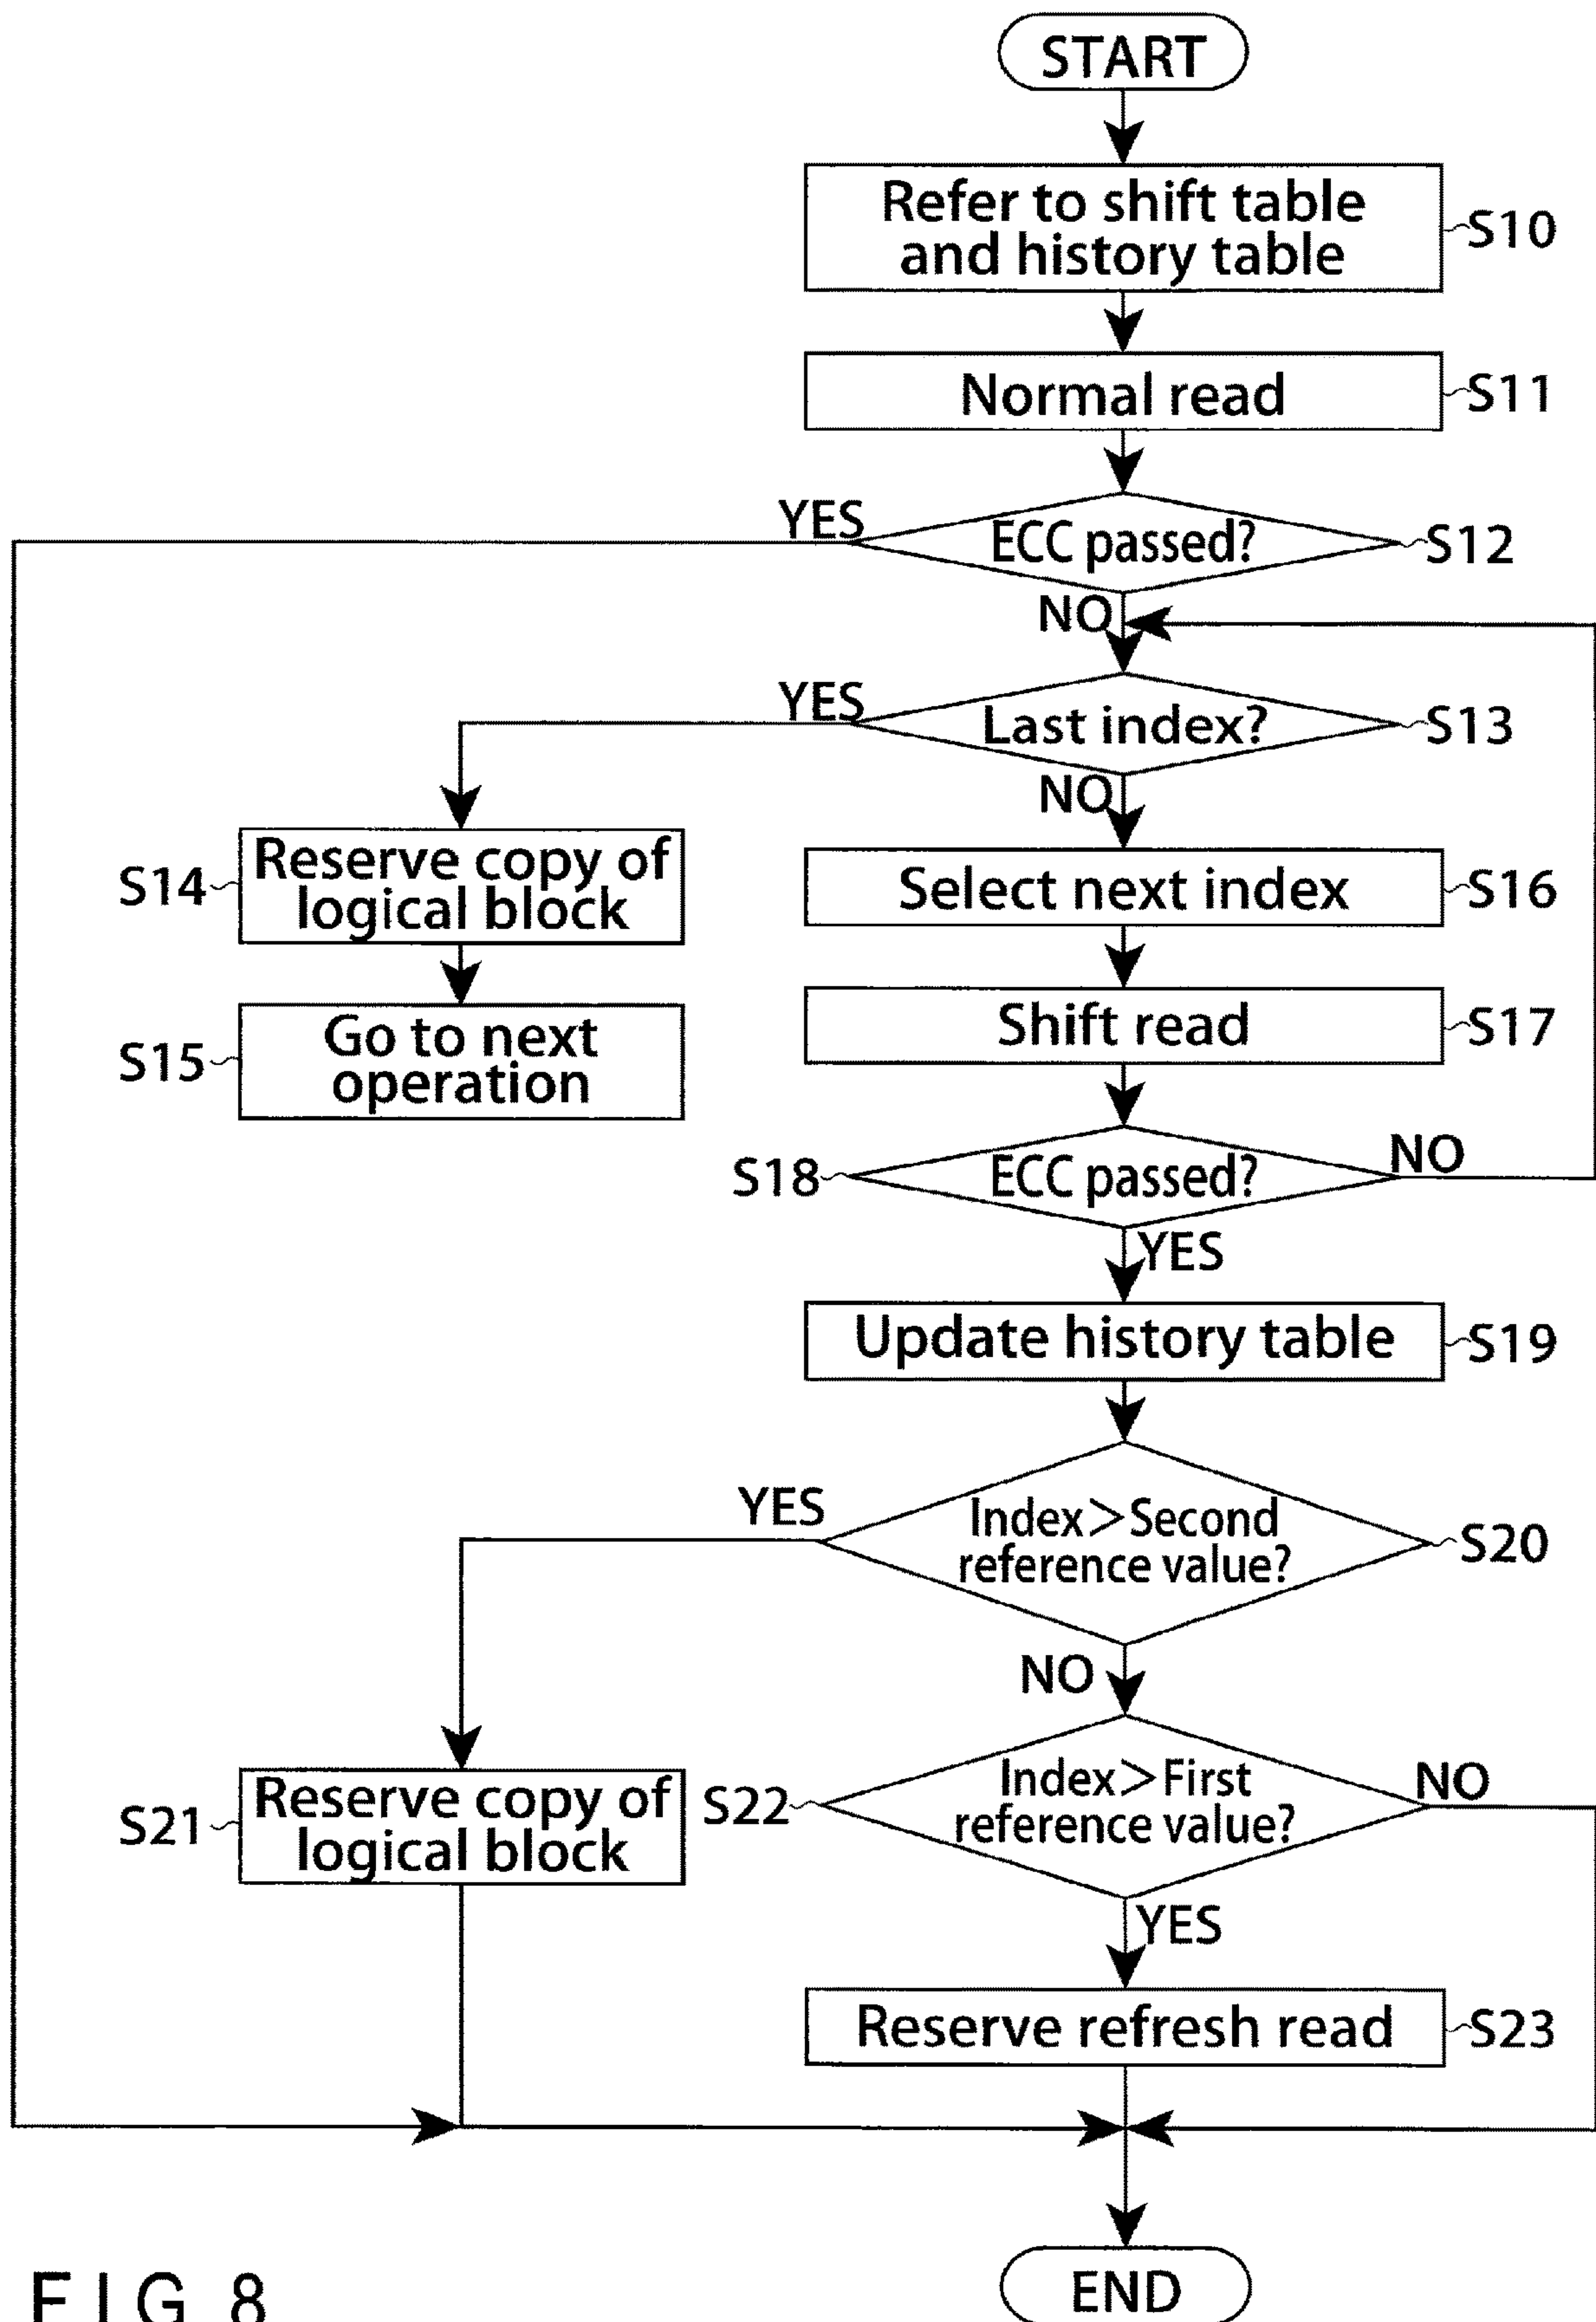 START
Refer to shift table
and history table
S10
Normal read
S11
YES
ECC passed?
S12
NO
YES
Last index?
S13
NO
S14
Reserve copy of
logical block
Select next index
S16
S15
Go to next
operation
Shift read
S17
S18
ECC passed?
NO
YES
Update history table
S19
YES
Index>Second
reference value?
S20
NO
S21
Reserve copy of
logical block
S22
Index>First
reference value?
NO
YES
Reserve refresh read
S23
END
FIG. 8